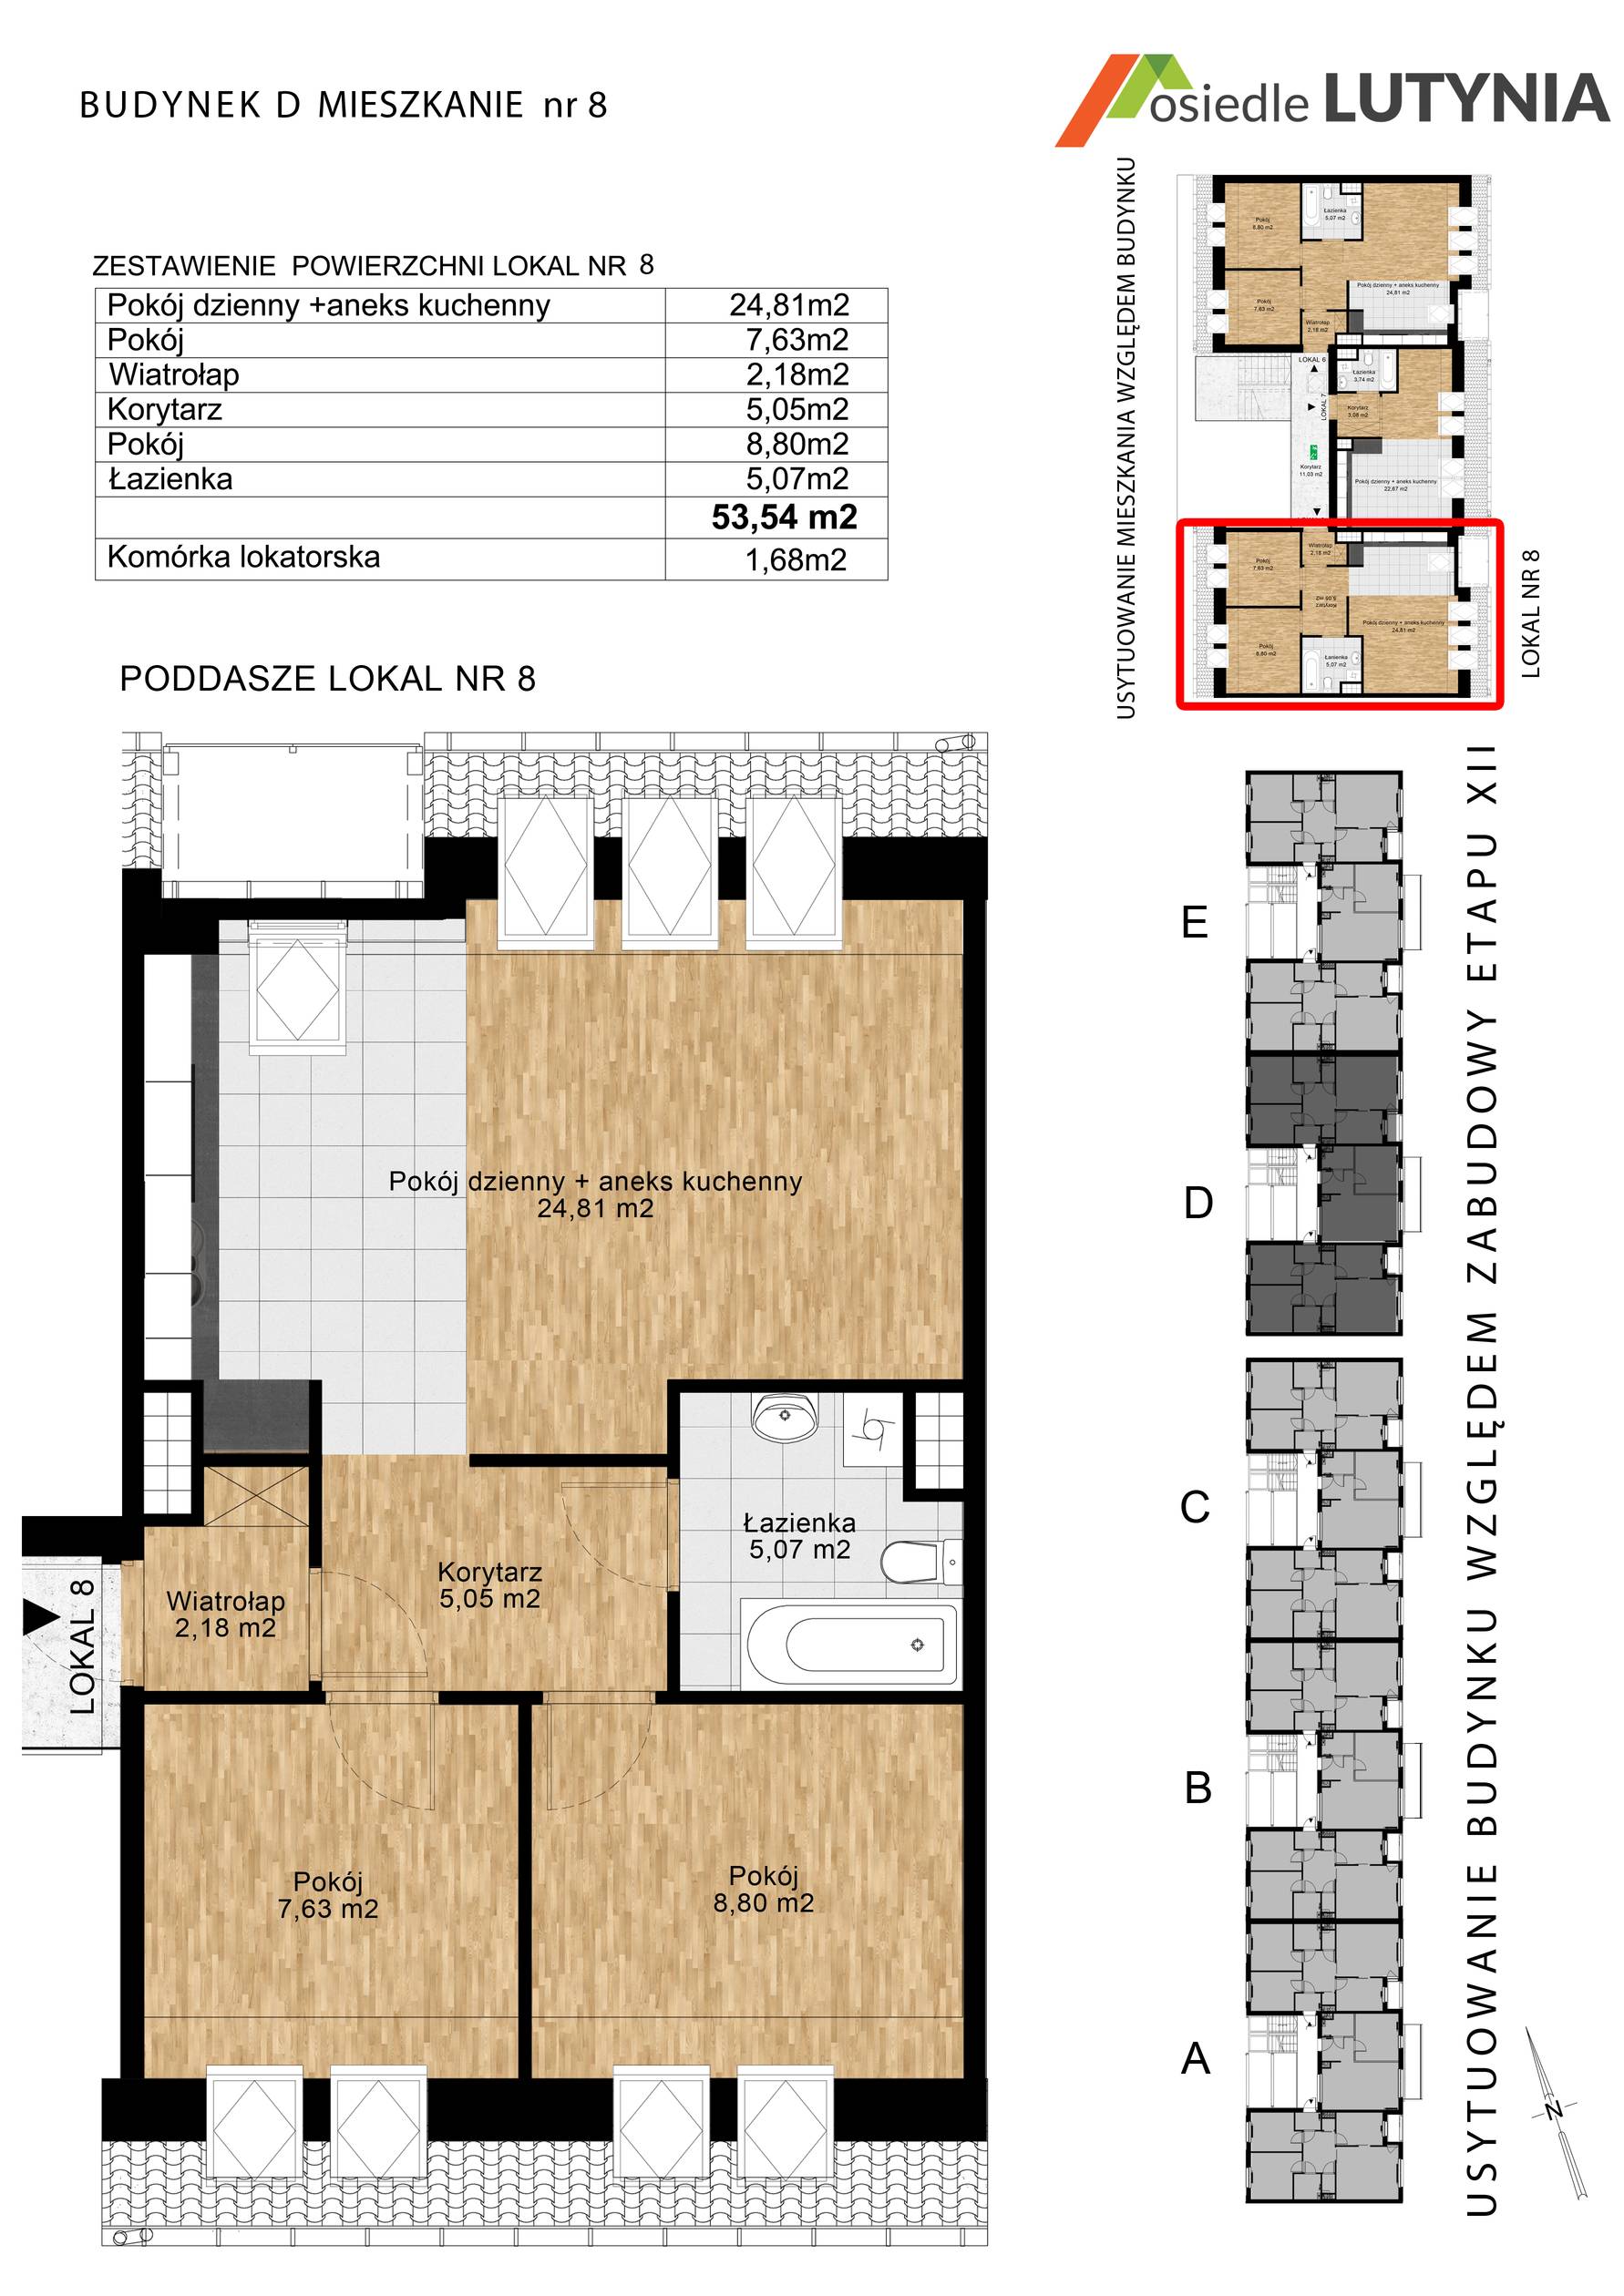 BUDYNEK D MIESZKANIE nr 8
osiedle LUTYNIA
ZESTAWIENIE POWIERZCHNI LOKAL NR 8
Pokój dzienny +aneks kuchenny 24,81m2
Pokój 7,63m2
Wiatrołap 2,18m2
Korytarz 5,05m2
Pokój 8,80m2
Łazienka 5,07m2
53,54 m2
Komórka lokatorska 1,68m2
PODDASZE LOKAL NR 8
Pokój dzienny + aneks kuchenny
24,81 m2
Łazienka
5,07 m2
Korytarz
5,05 m2
Wiatrołap
2,18 m2
LOKAL 8
Pokój
7,63 m2
Pokój
8,80 m2
USYTUOWANIE MIESZKANIA WZGLĘDEM BUDYNKU
Pokój
8,80 m2
Łazienka
5,07 m2
Pokój dzienny + aneks kuchenny
24,81 m2
Pokój
7,63 m2
Wiatrołap
2,18 m2
LOKAL 6
Łazienka
3,74 m2
LOKAL 7
Korytarz
3,08 m2
Korytarz
11,03 m2
Pokój dzienny + aneks kuchenny
22,67 m2
Wiatrołap
2,18 m2
Pokój
7,63 m2
Korytarz
5,05 m2
Pokój dzienny + aneks kuchenny
24,81 m2
Pokój
8,80 m2
Łazienka
5,07 m2
LOKAL NR 8
E
D
C
B
A
USYTUOWANIE BUDYNKU WZGLĘDEM ZABUDOWY ETAPU XII
N